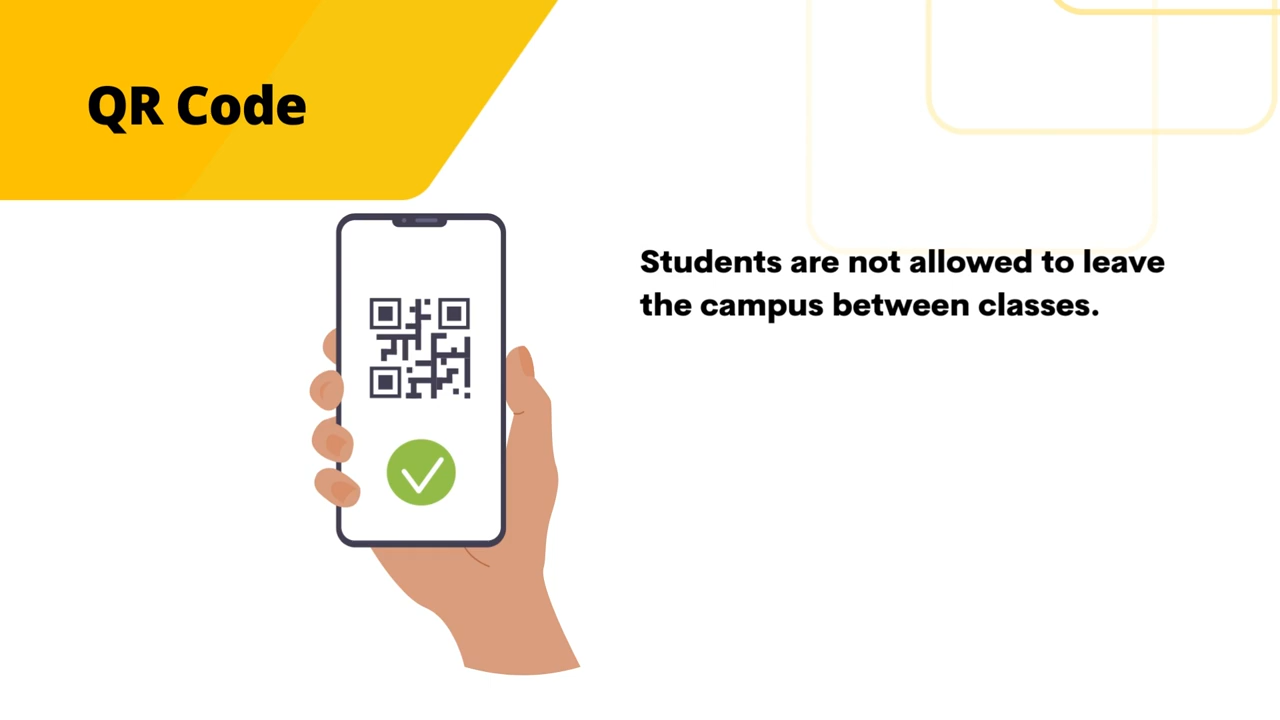 QR Code
Students are not allowed to leave
the campus between classes.